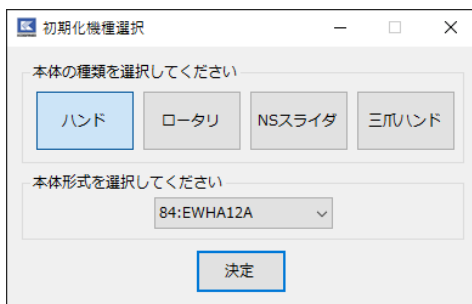 初期化機種選択
本体の種類を選択してください
ハンド ロータリ NSスライダ 三爪ハンド
本体形式を選択してください
84:EWHA12A
決定